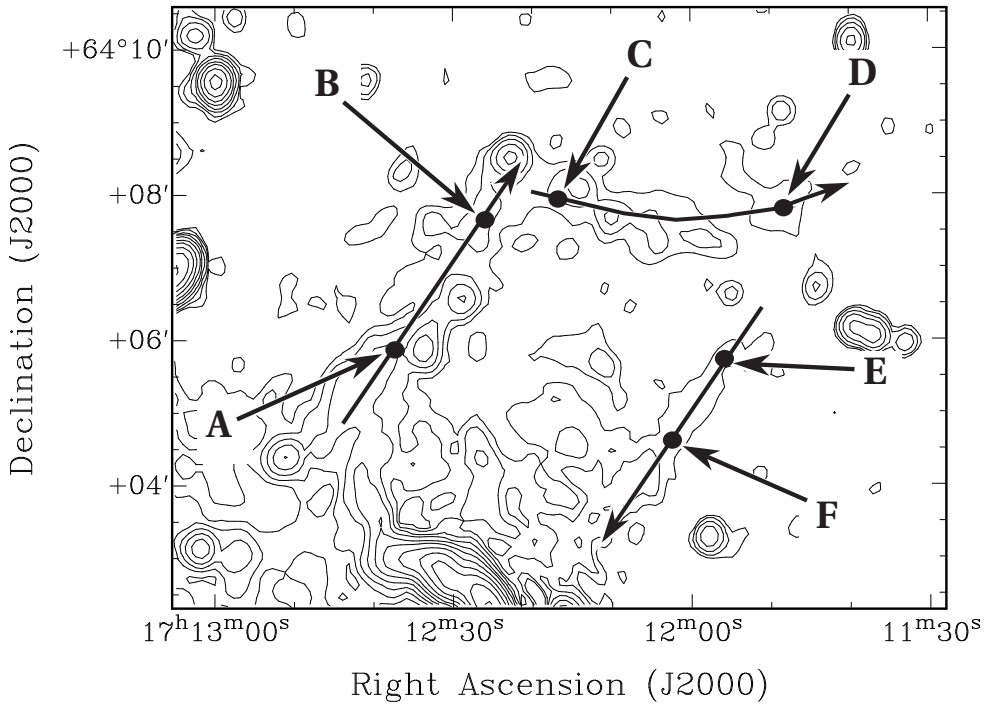 +64°10′
B
C
D
+08′
Declination (J2000)
+06′
A
E
+04′
F
17ʰ13ᵐ00ˢ 12ᵐ30ˢ 12ᵐ00ˢ 11ᵐ30ˢ
Right Ascension (J2000)